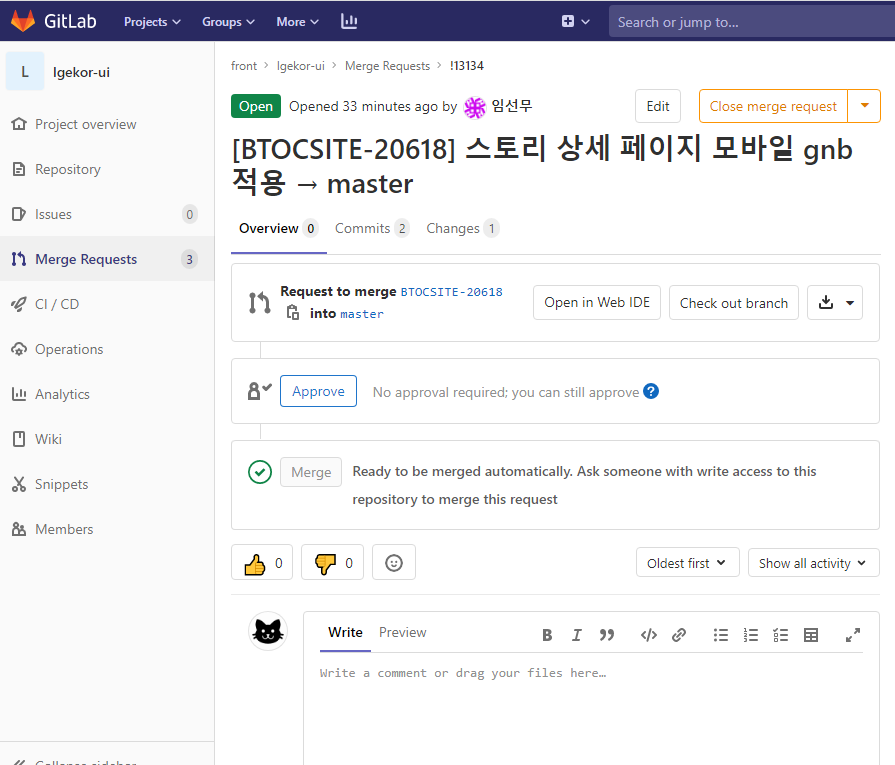 GitLab Projects Groups More Search or jump to...
L lgekor-ui
Project overview
Repository
Issues 0
Merge Requests 3
CI / CD
Operations
Analytics
Wiki
Snippets
Members
Collapse sidebar
front > lgekor-ui > Merge Requests > !13134
Open Opened 33 minutes ago by 임선무 Edit Close merge request
[BTOCSITE-20618] 스토리 상세 페이지 모바일 gnb
적용 → master
Overview 0 Commits 2 Changes 1
Request to merge BTOCSITE-20618
into master
Open in Web IDE Check out branch
Approve No approval required; you can still approve ?
Merge Ready to be merged automatically. Ask someone with write access to this
repository to merge this request
0 0 Oldest first Show all activity
Write Preview
Write a comment or drag your files here…